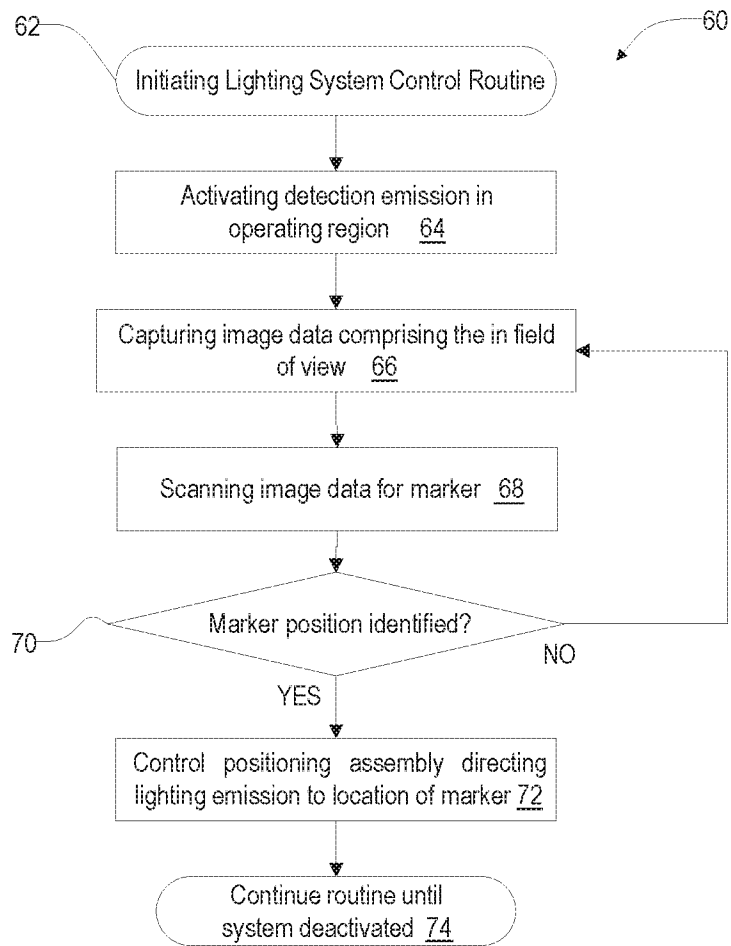 62
60
Initiating Lighting System Control Routine
Activating detection emission in
operating region 64
Capturing image data comprising the in field
of view 66
Scanning image data for marker 68
70
Marker position identified?
NO
YES
Control positioning assembly directing
lighting emission to location of marker 72
Continue routine until
system deactivated 74